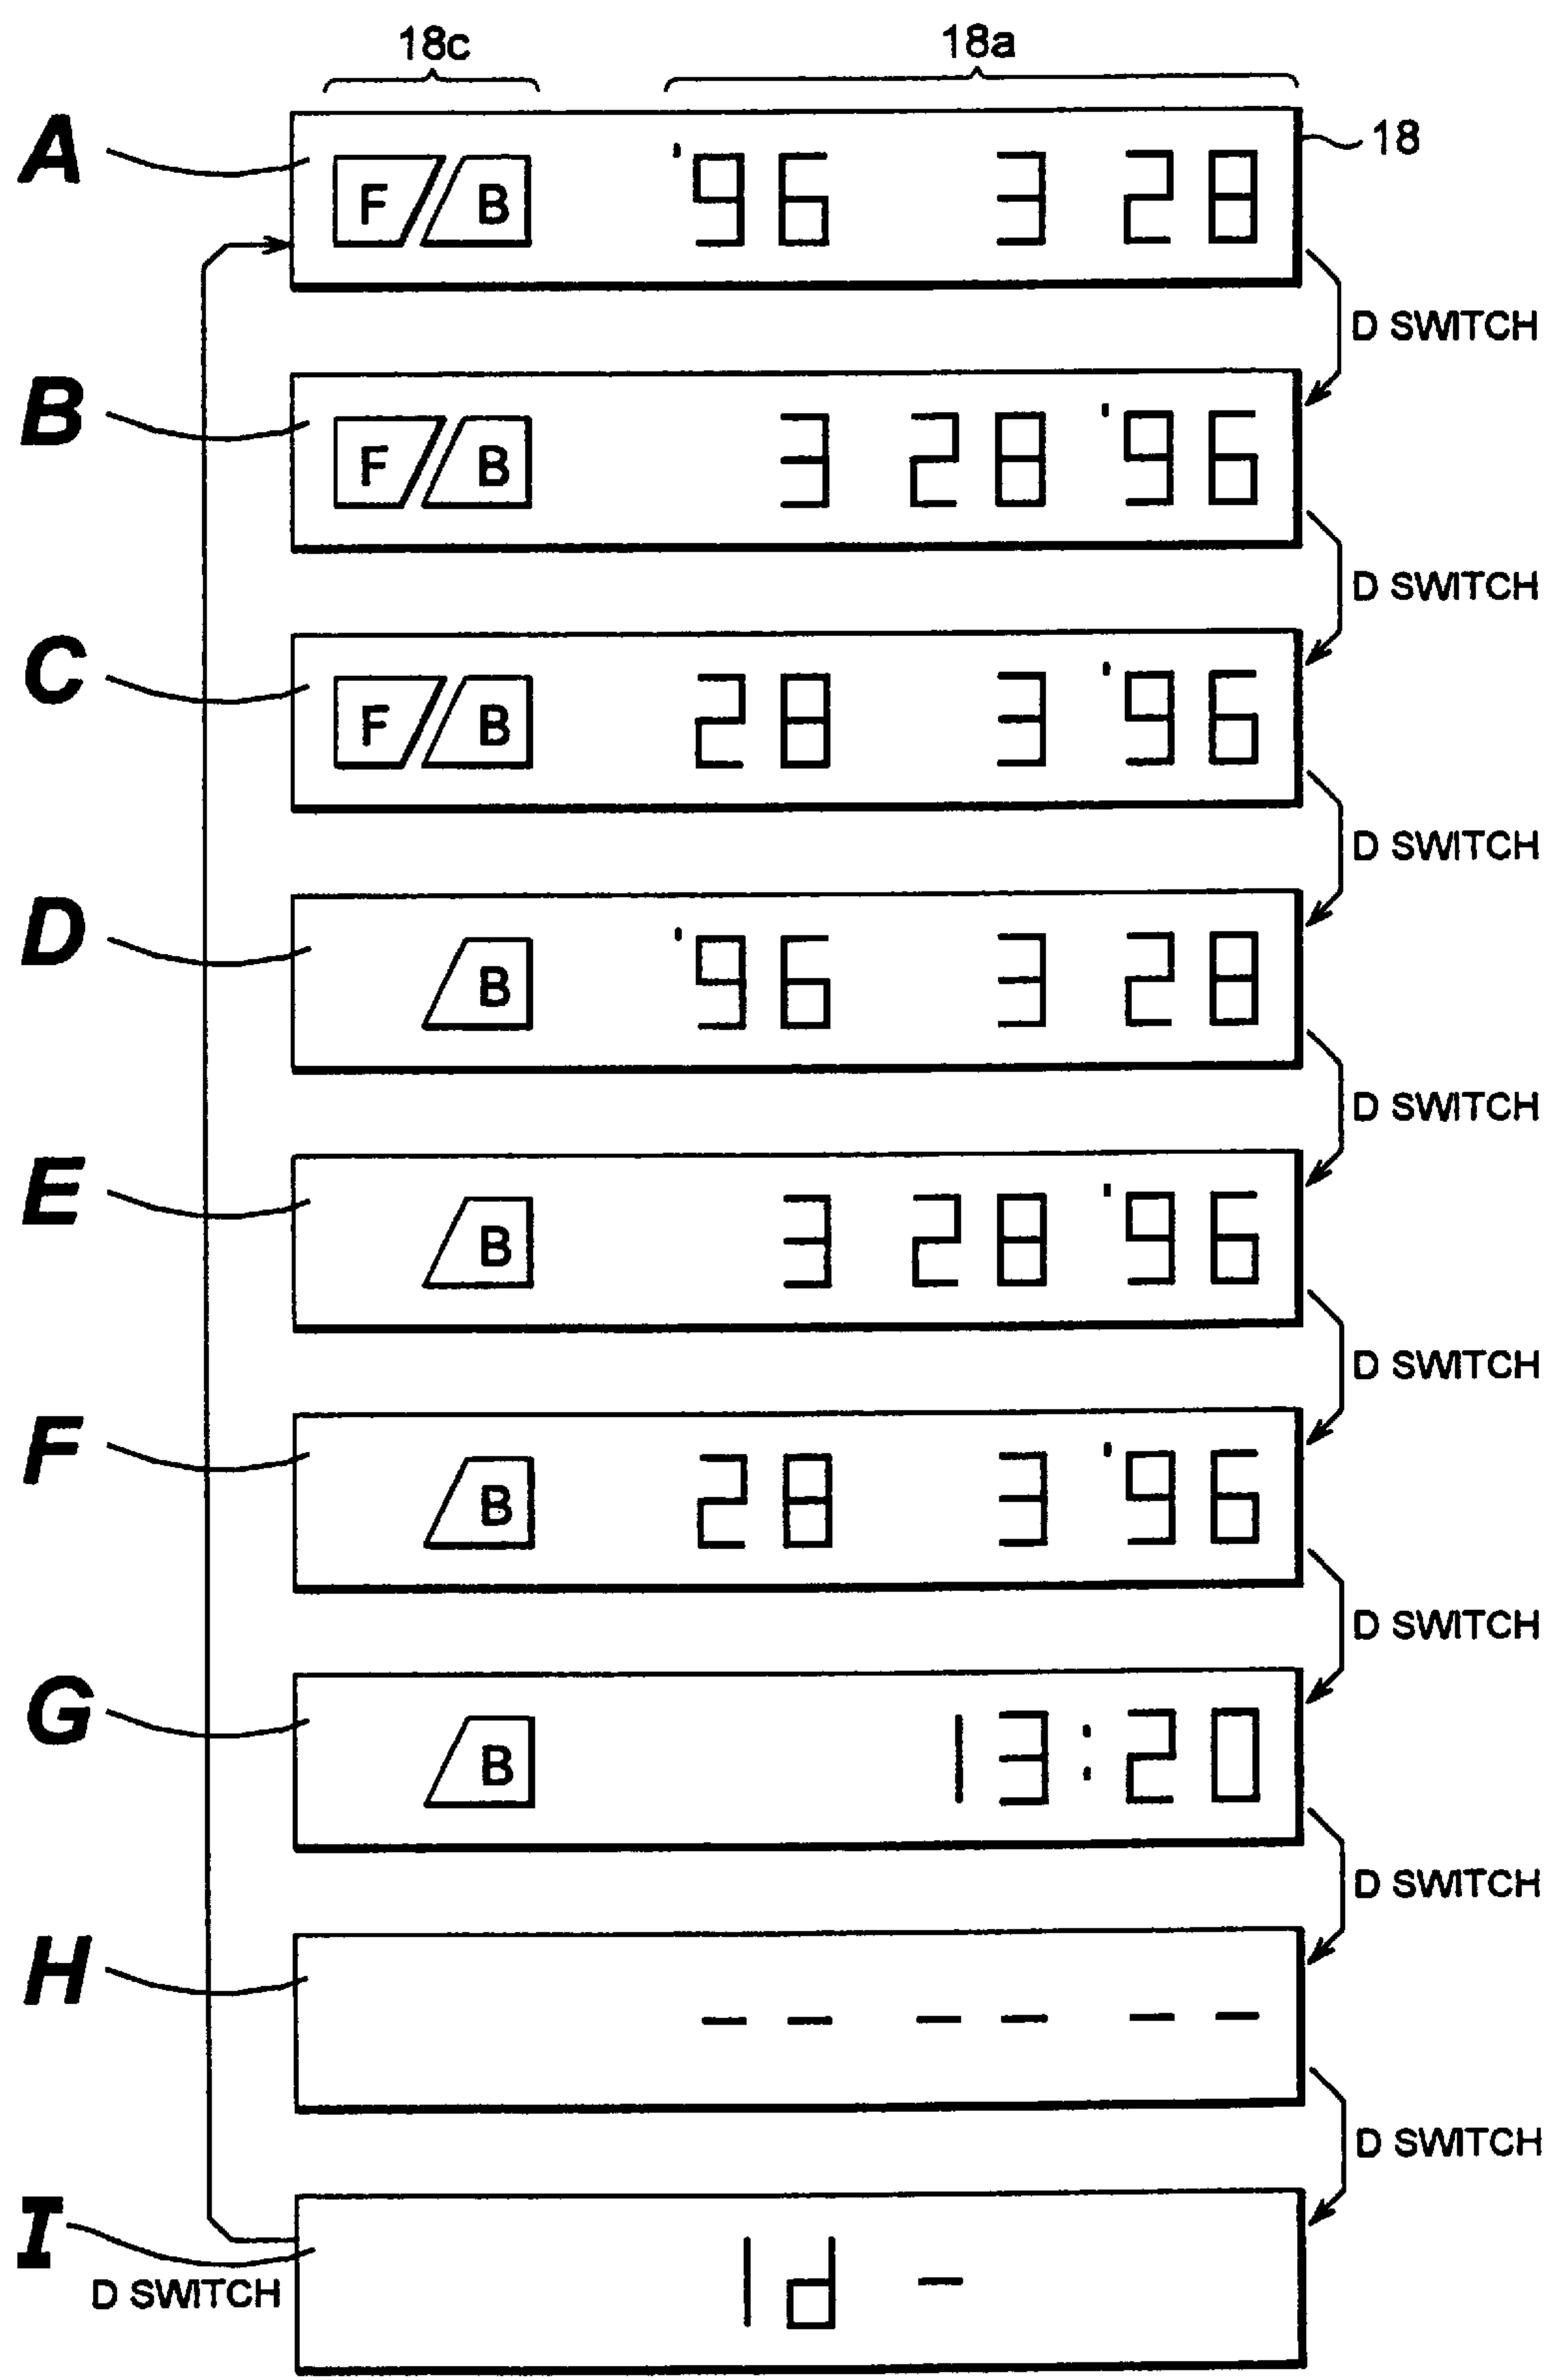 18c 18a
A F B '96 3 28 18
D SWITCH
B F B 3 28 '96
D SWITCH
C F B 28 3 '96
D SWITCH
D B '96 3 28
D SWITCH
E B 3 28 '96
D SWITCH
F B 28 3 '96
D SWITCH
G B 13:20
D SWITCH
H -- -- --
D SWITCH
I Id -
D SWITCH